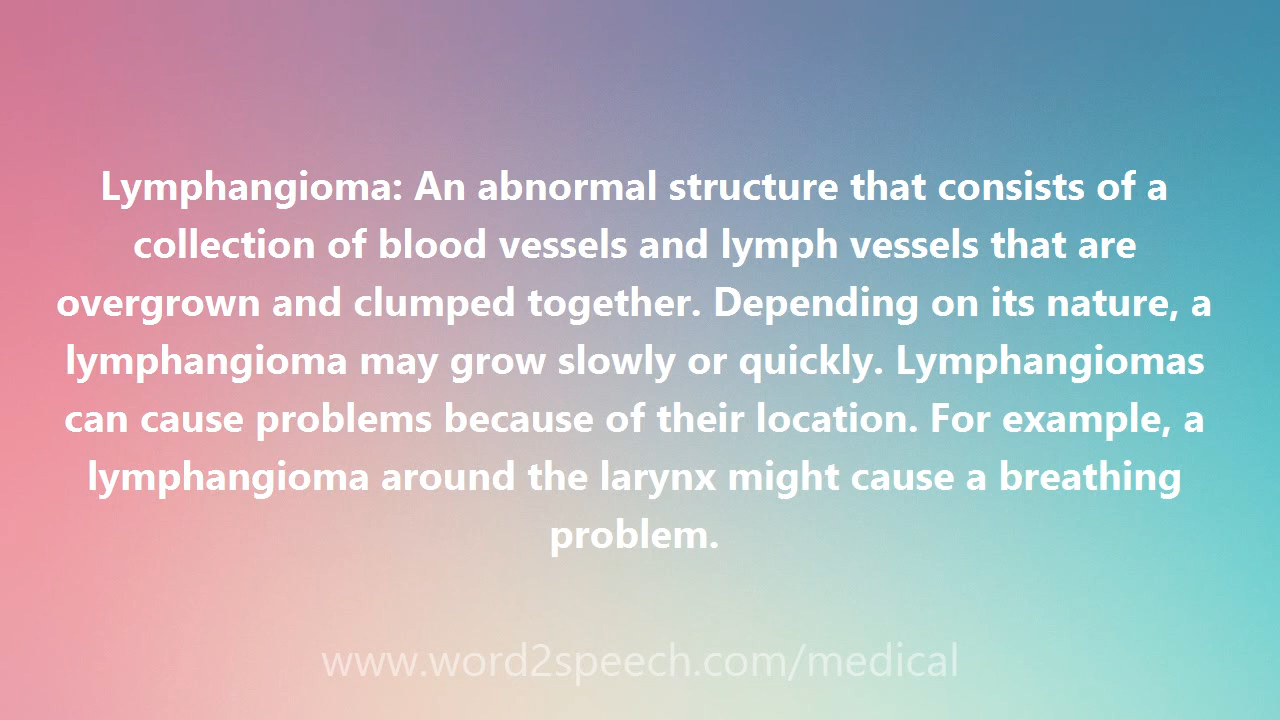 Lymphangioma: An abnormal structure that consists of a
collection of blood vessels and lymph vessels that are
overgrown and clumped together. Depending on its nature, a
lymphangioma may grow slowly or quickly. Lymphangiomas
can cause problems because of their location. For example, a
lymphangioma around the larynx might cause a breathing
problem.
www.word2speech.com/medical